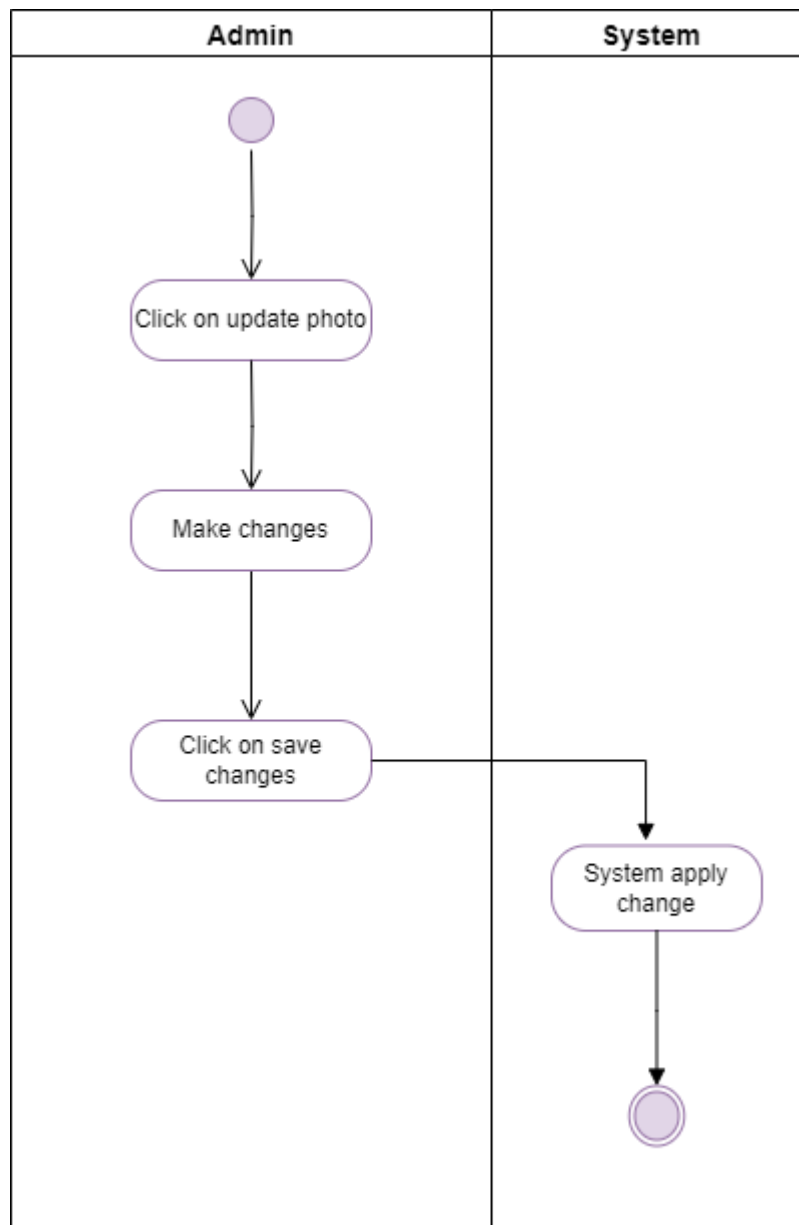 Admin
System
Click on update photo
Make changes
Click on save
changes
System apply
change